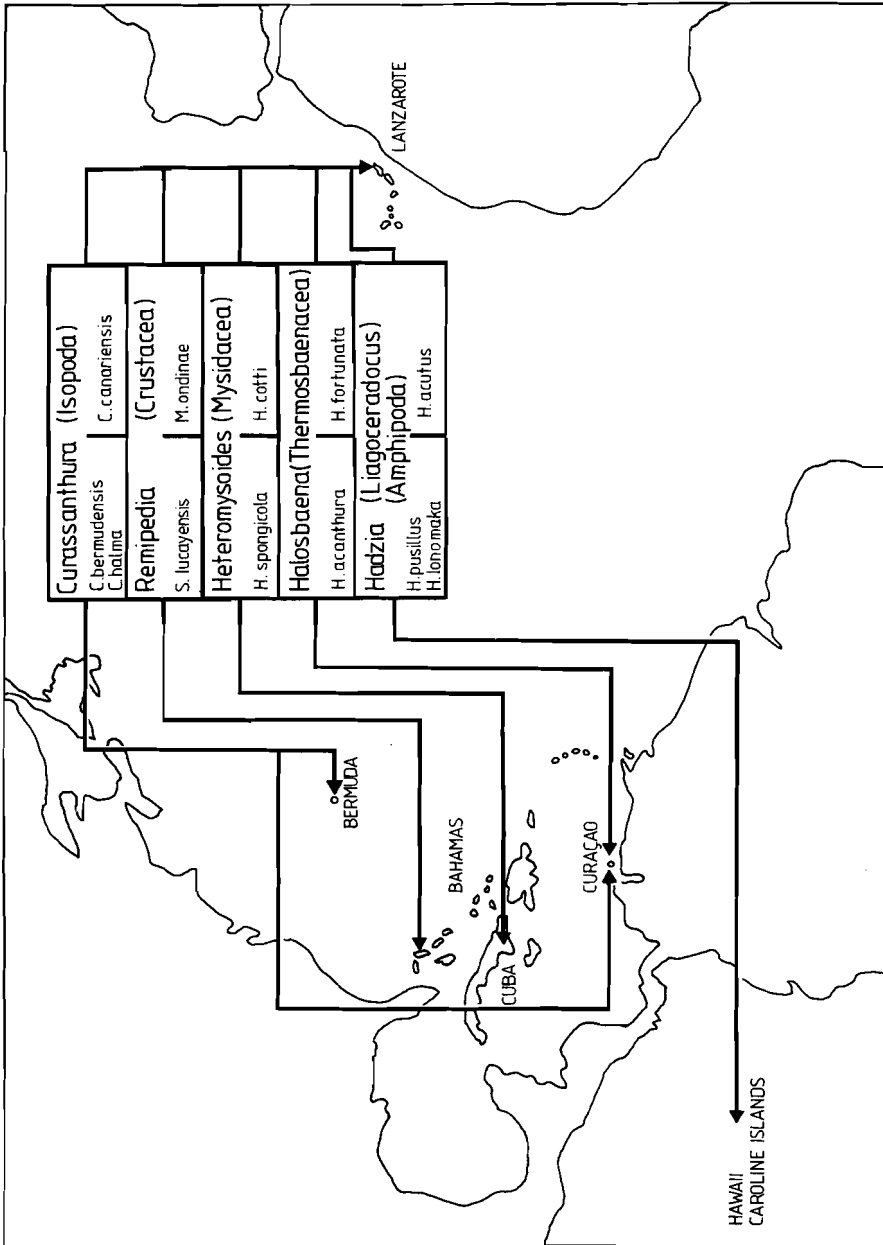 Curassanthura (Isopoda)
C.bermudensis
C.halma
C.canariensis
Remipedia (Crustacea)
S. lucayensis
M.ondinae
Heteromysoides (Mysidacea)
H. spongicola
H.cotti
Halosbaena(Thermosbaenacea)
H.acanthura
H.fortunata
Hadzia (Liagoceradocus)
(Amphipoda)
H.pusillus
H.lonomaka
H.acutus
LANZAROTE
BERMUDA
BAHAMAS
CUBA
CURAÇAO
HAWAII
CAROLINE ISLANDS